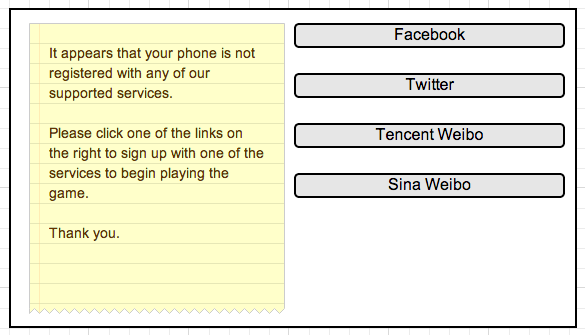 It appears that your phone is not
registered with any of our
supported services.
Please click one of the links on
the right to sign up with one of the
services to begin playing the
game.
Thank you.
Facebook
Twitter
Tencent Weibo
Sina Weibo